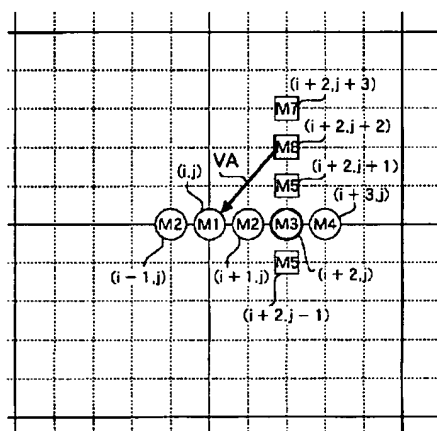 (i + 2,j + 3)
M7
(i + 2,j + 2)
M6
VA
(i,j)
(i + 2,j + 1)
M5
(i + 3,j)
M2 M1 M2 M3 M4
M5
(i − 1,j) (i + 1,j) (i + 2,j)
(i + 2,j − 1)